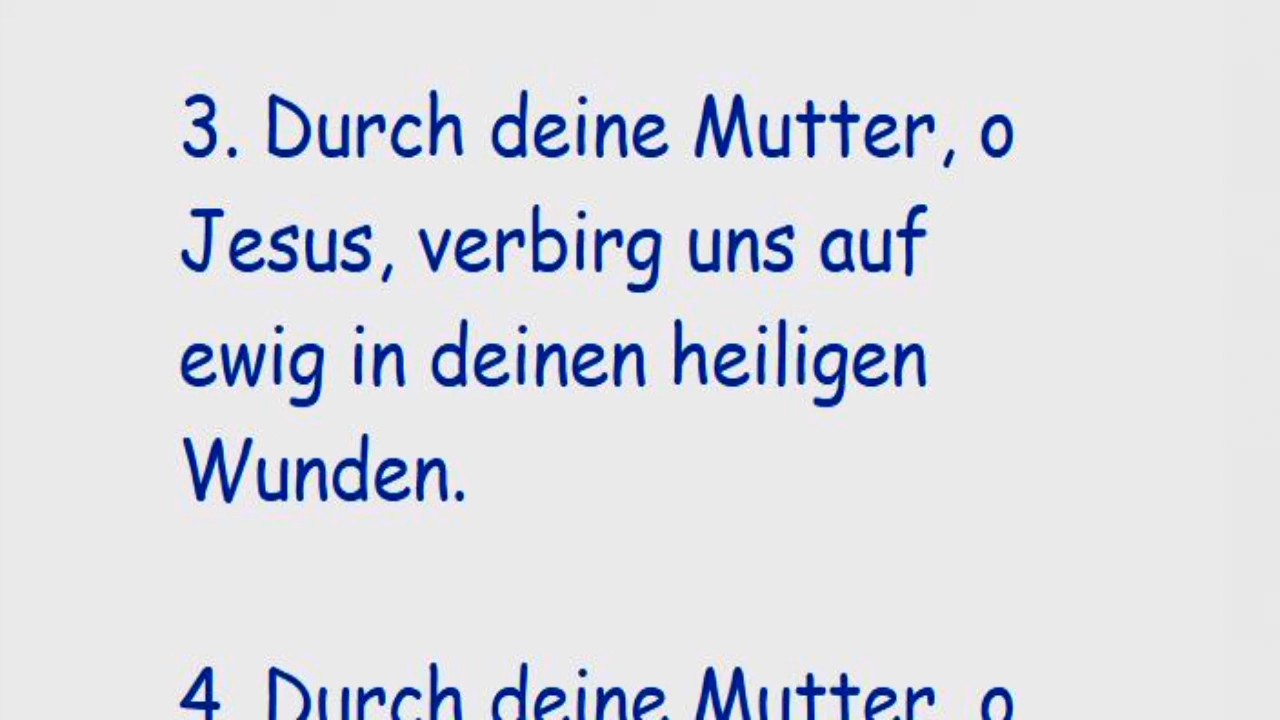 3. Durch deine Mutter, o
Jesus, verbirg uns auf
ewig in deinen heiligen
Wunden.
4. Durch deine Mutter, o